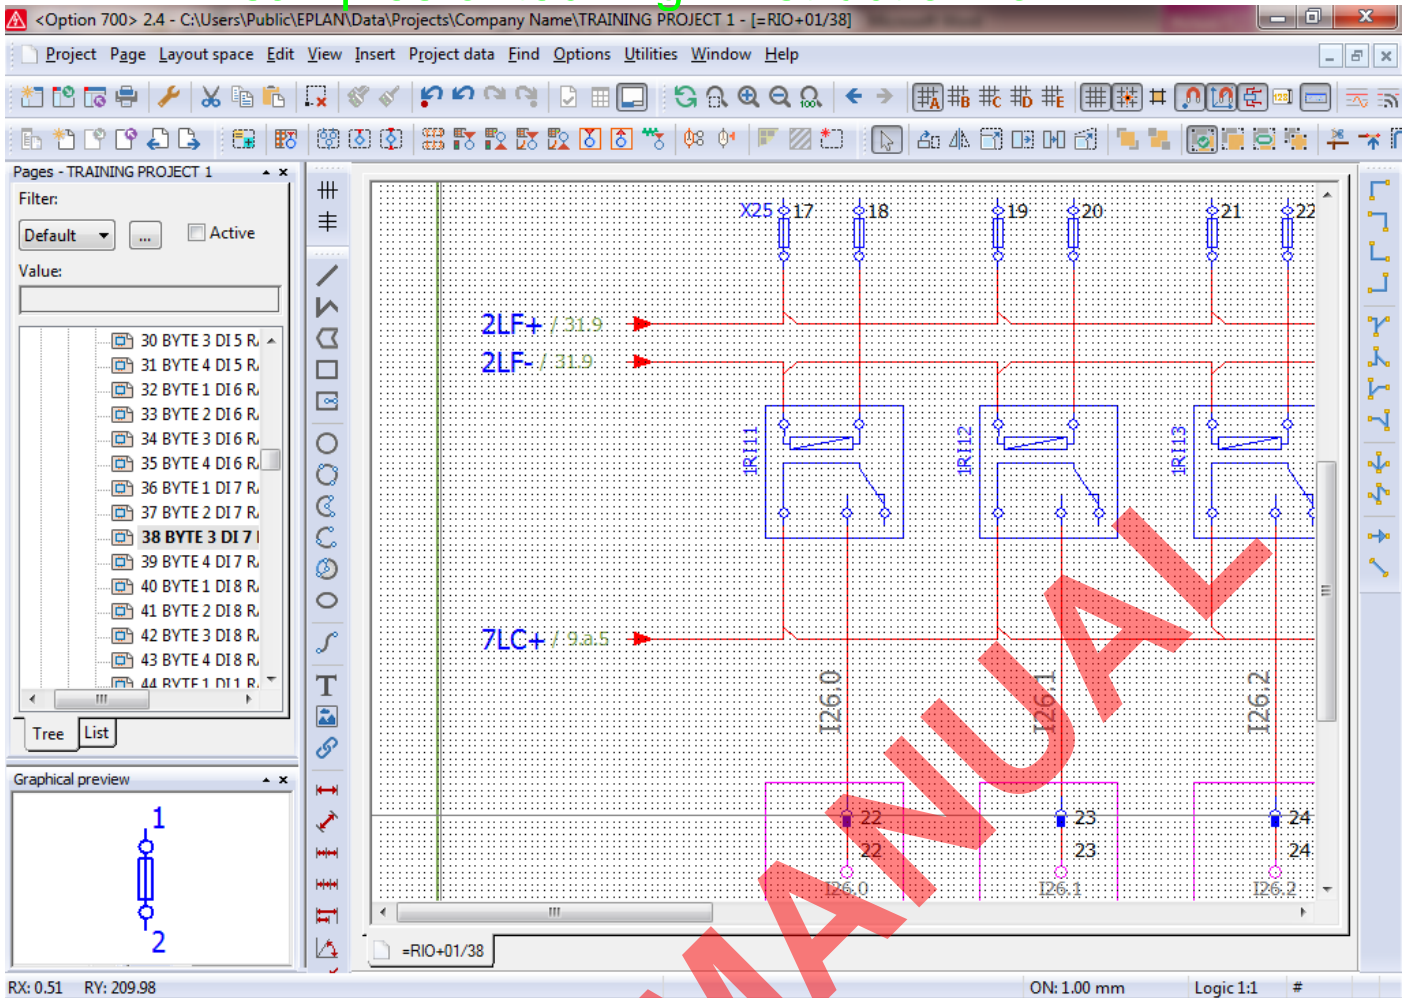 <Option 700> 2.4 - C:\Users\Public\EPLAN\Data\Projects\Company Name\TRAINING PROJECT 1 - [=RIO+01/38]
Project Page Layout space Edit View Insert Project data Find Options Utilities Window Help
Pages - TRAINING PROJECT 1
Filter:
Default
...
Active
Value:
30 BYTE 3 DI 5 R
31 BYTE 4 DI 5 R
32 BYTE 1 DI 6 R
33 BYTE 2 DI 6 R
34 BYTE 3 DI 6 R
35 BYTE 4 DI 6 R
36 BYTE 1 DI 7 R
37 BYTE 2 DI 7 R
38 BYTE 3 DI 7
39 BYTE 4 DI 7 R
40 BYTE 1 DI 8 R
41 BYTE 2 DI 8 R
42 BYTE 3 DI 8 R
43 BYTE 4 DI 8 R
44 BYTE 1 DI 1 R
Tree List
Graphical preview
1
2
X25 17 18 19 20 21 22
2LF+ / 31.9
2LF- / 31.9
1RI11 1RI12 1RI13
7LC+ / 9.a.5
I26.0 I26.1 I26.2
22 23 24
22 23 24
I26.0 I26.1 I26.2
MANUAL
=RIO+01/38
RX: 0.51 RY: 209.98 ON: 1.00 mm Logic 1:1 #